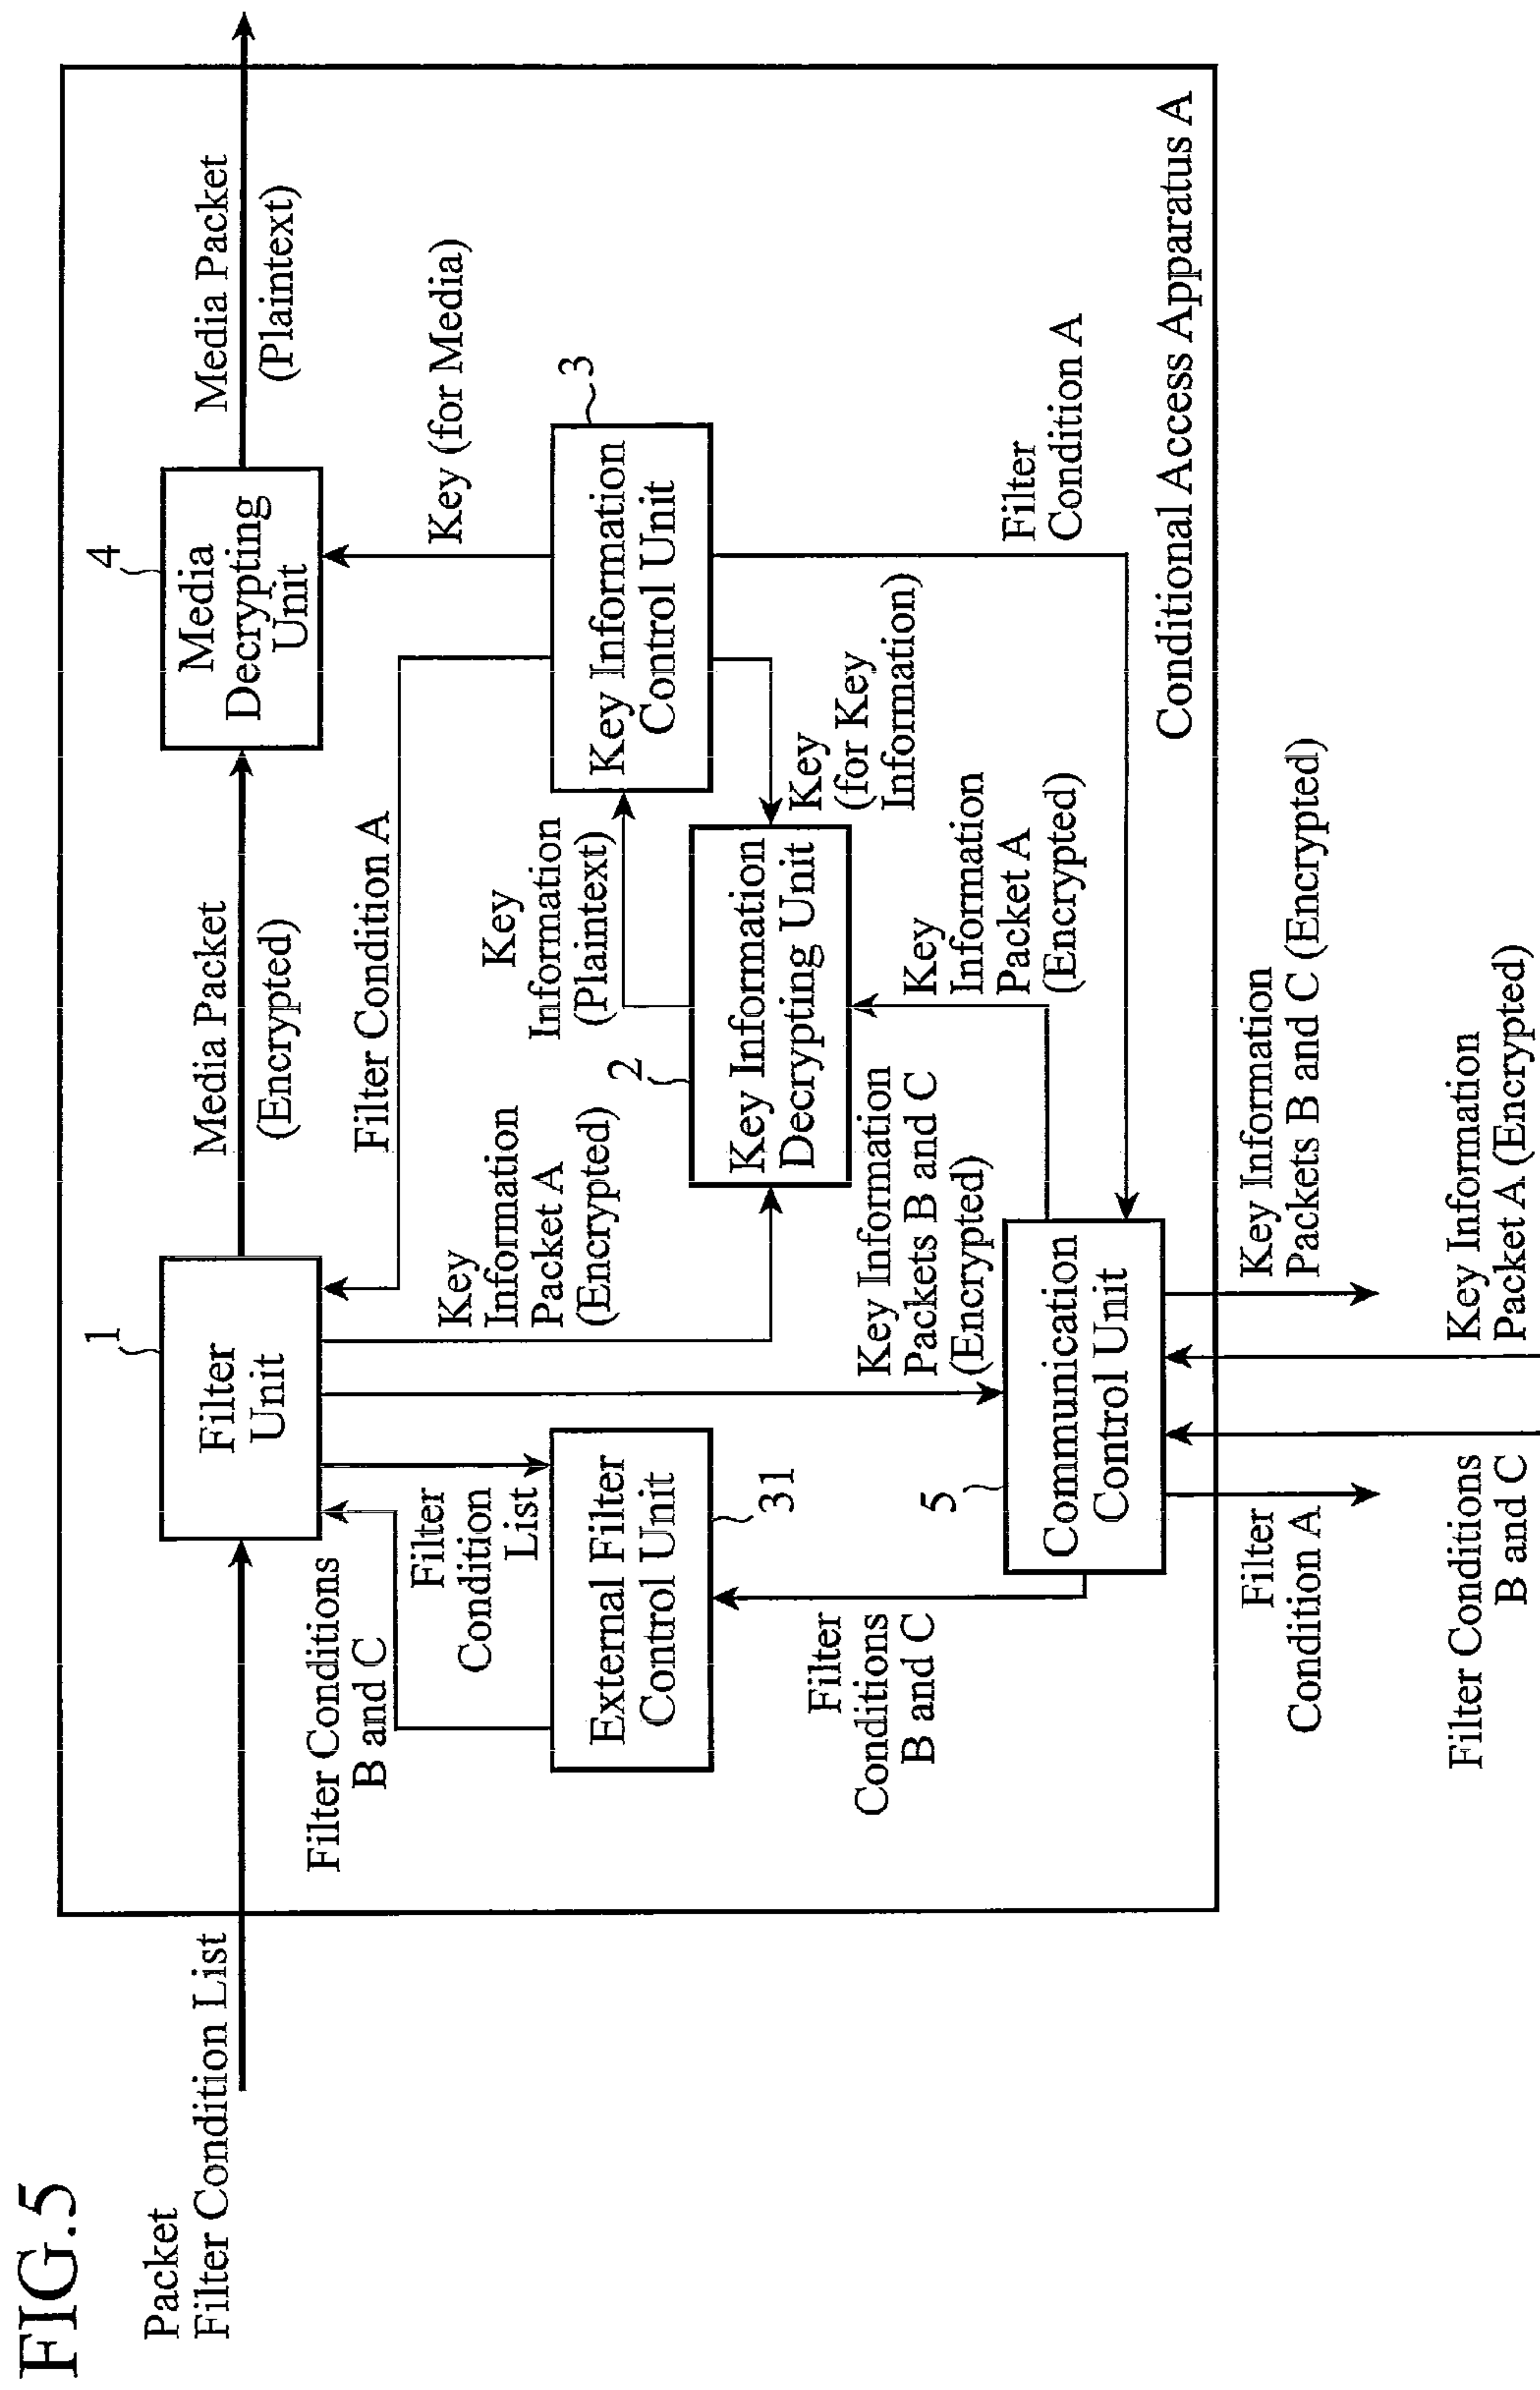 FIG.5
Packet
Filter Condition List
1
Filter
Unit
Media Packet
(Encrypted)
4
Media
Decrypting
Unit
Media Packet
(Plaintext)
Filter Conditions
B and C
Filter
Condition
List
Filter Condition A
Key
Information
Packet A
(Encrypted)
Key
Information
(Plaintext)
Key (for Media)
External Filter
Control Unit
31
2
Key Information
Decrypting Unit
3
Key Information
Control Unit
Key
(for Key
Information)
Filter
Conditions
B and C
Key Information
Packets B and C
(Encrypted)
Key
Information
Packet A
(Encrypted)
Filter
Condition A
5
Communication
Control Unit
Conditional Access Apparatus A
Filter
Condition A
Key Information
Packets B and C (Encrypted)
Filter Conditions
B and C
Key Information
Packet A (Encrypted)